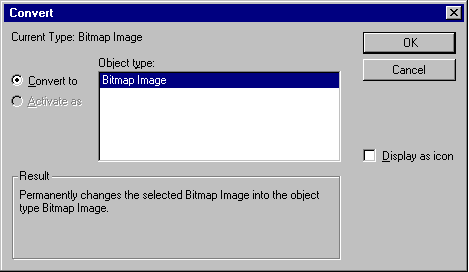 Convert
Current Type: Bitmap Image
OK
Object type:
Convert to
Bitmap Image
Cancel
Activate as
Display as icon
Result
Permanently changes the selected Bitmap Image into the object
type Bitmap Image.